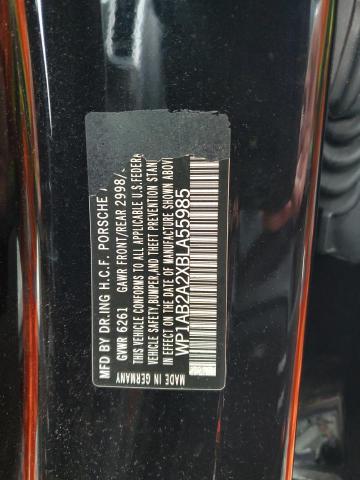 MFD BY DR.ING H.C.F. PORSCHE
GVWR 6261 GAWR FRONT/REAR 2998/
THIS VEHICLE CONFORMS TO ALL APPLICABLE U.S.FEDERA
VEHICLE SAFETY,BUMPER,AND THEFT PREVENTION STAN
IN EFFECT ON THE DATE OF MANUFACTURE SHOWN ABOV
WP1AB2A2XBLA55985
MADE IN GERMANY